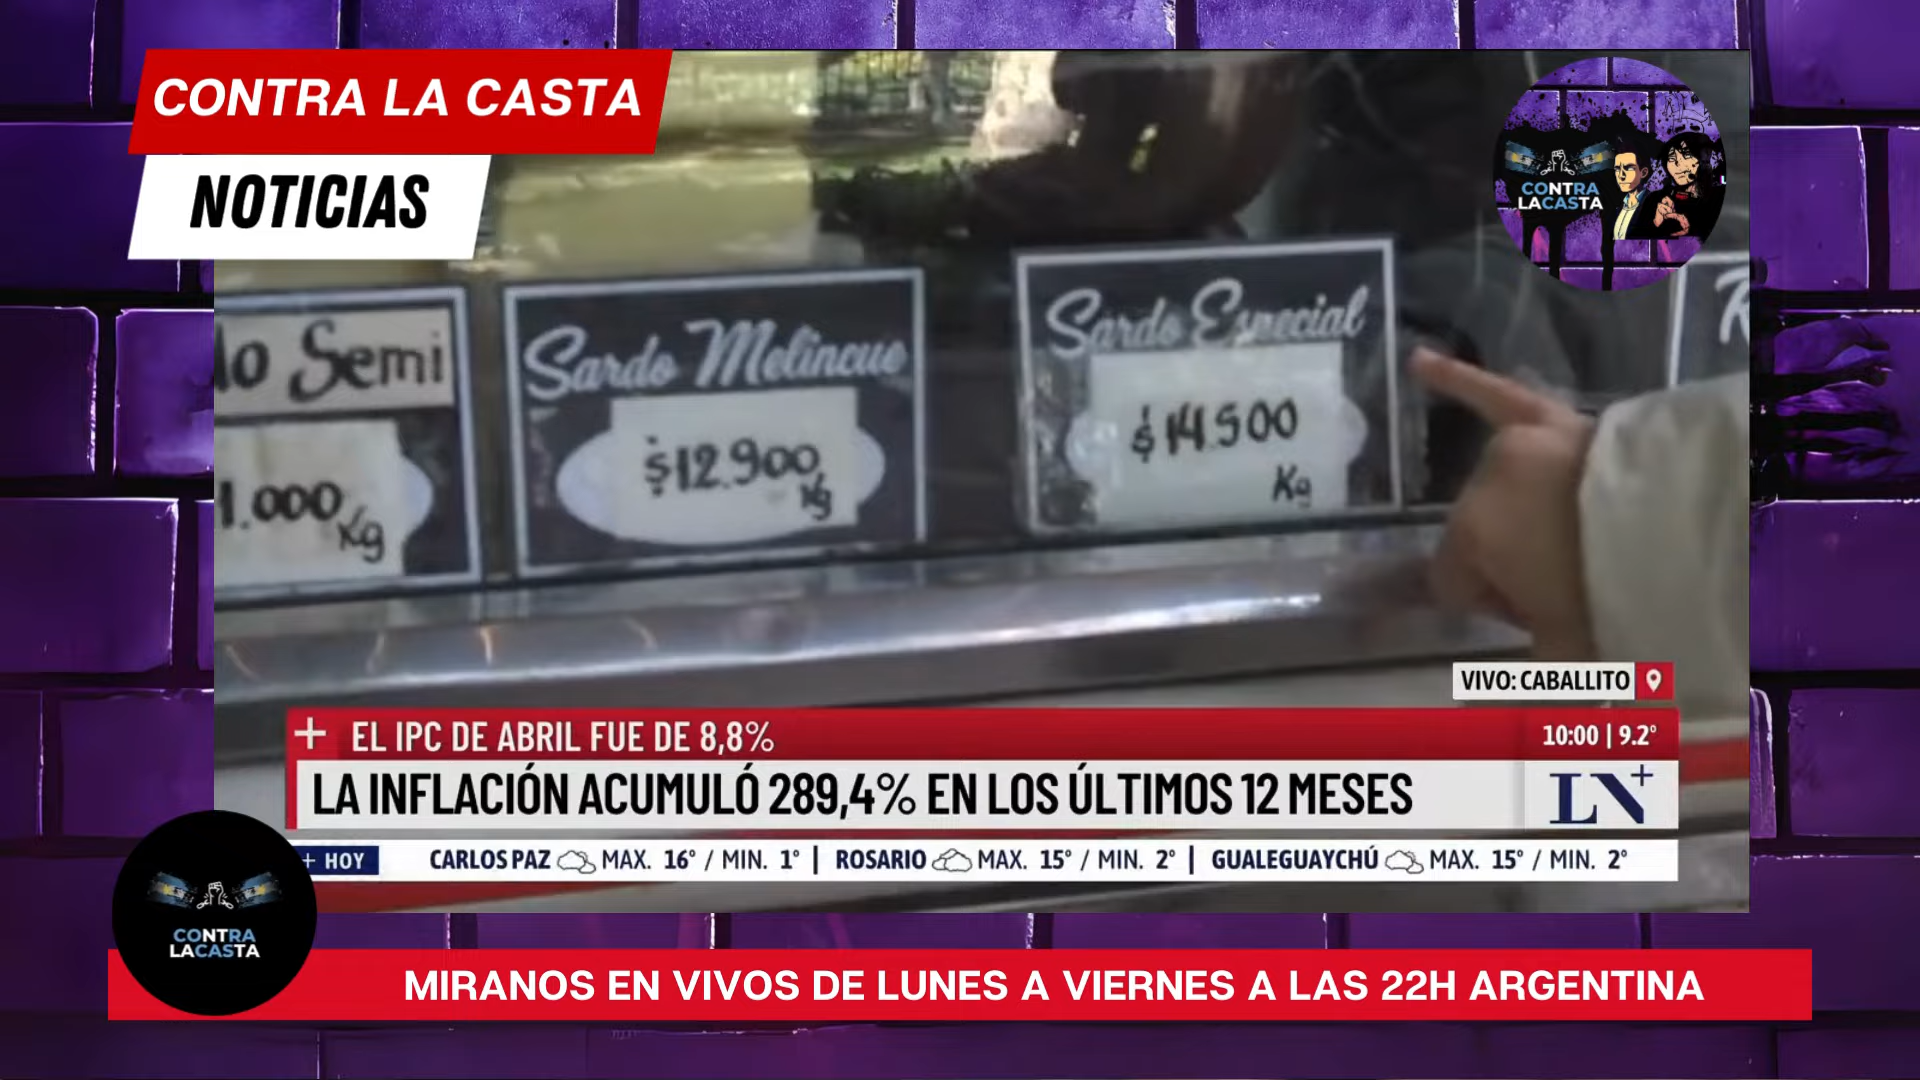 CONTRA LA CASTA
NOTICIAS
CONTRA
LACASTA
Semi
.000
Kg
Sardo Melincue
$12.900
Kg
Sardo Especial
$14.500
Kg
VIVO: CABALLITO
+ EL IPC DE ABRIL FUE DE 8,8%
10:00 | 9.2°
LA INFLACIÓN ACUMULÓ 289,4% EN LOS ÚLTIMOS 12 MESES
LN+
+ HOY
CARLOS PAZ MAX. 16° / MIN. 1° | ROSARIO MAX. 15° / MIN. 2° | GUALEGUAYCHÚ MAX. 15° / MIN. 2°
CONTRA
LACASTA
MIRANOS EN VIVOS DE LUNES A VIERNES A LAS 22H ARGENTINA